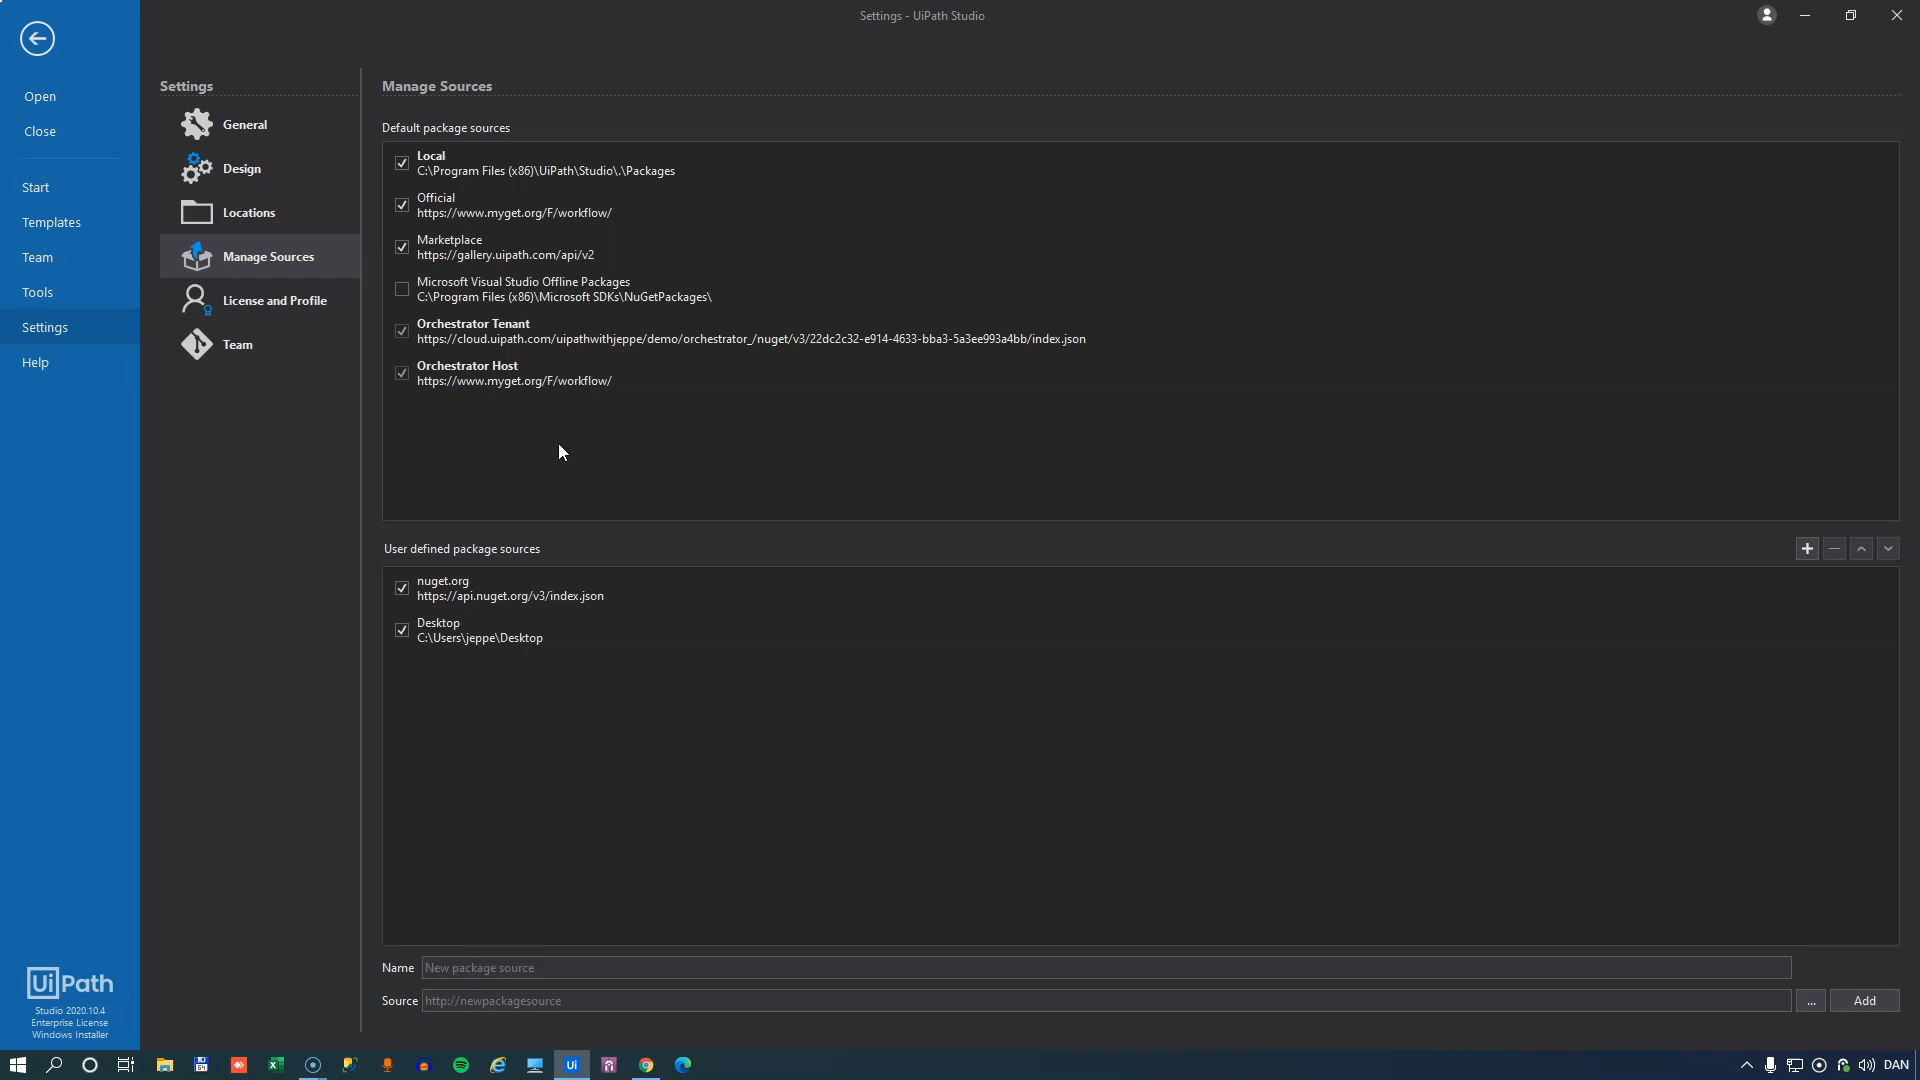 Settings - UiPath Studio
Open
Close
Start
Templates
Team
Tools
Settings
Help
Settings
General
Design
Locations
Manage Sources
License and Profile
Team
Manage Sources
Default package sources
Local
C:\Program Files (x86)\UiPath\Studio\.\Packages
Official
https://www.myget.org/F/workflow/
Marketplace
https://gallery.uipath.com/api/v2
Microsoft Visual Studio Offline Packages
C:\Program Files (x86)\Microsoft SDKs\NuGetPackages\
Orchestrator Tenant
https://cloud.uipath.com/uipathwithjeppe/demo/orchestrator_/nuget/v3/22dc2c32-e914-4633-bba3-5a3ee993a4bb/index.json
Orchestrator Host
https://www.myget.org/F/workflow/
User defined package sources
nuget.org
https://api.nuget.org/v3/index.json
Desktop
C:\Users\jeppe\Desktop
Name New package source
Source http://newpackagesource ... Add
UiPath
Studio 2020.10.4
Enterprise License
Windows Installer
Ui
DAN